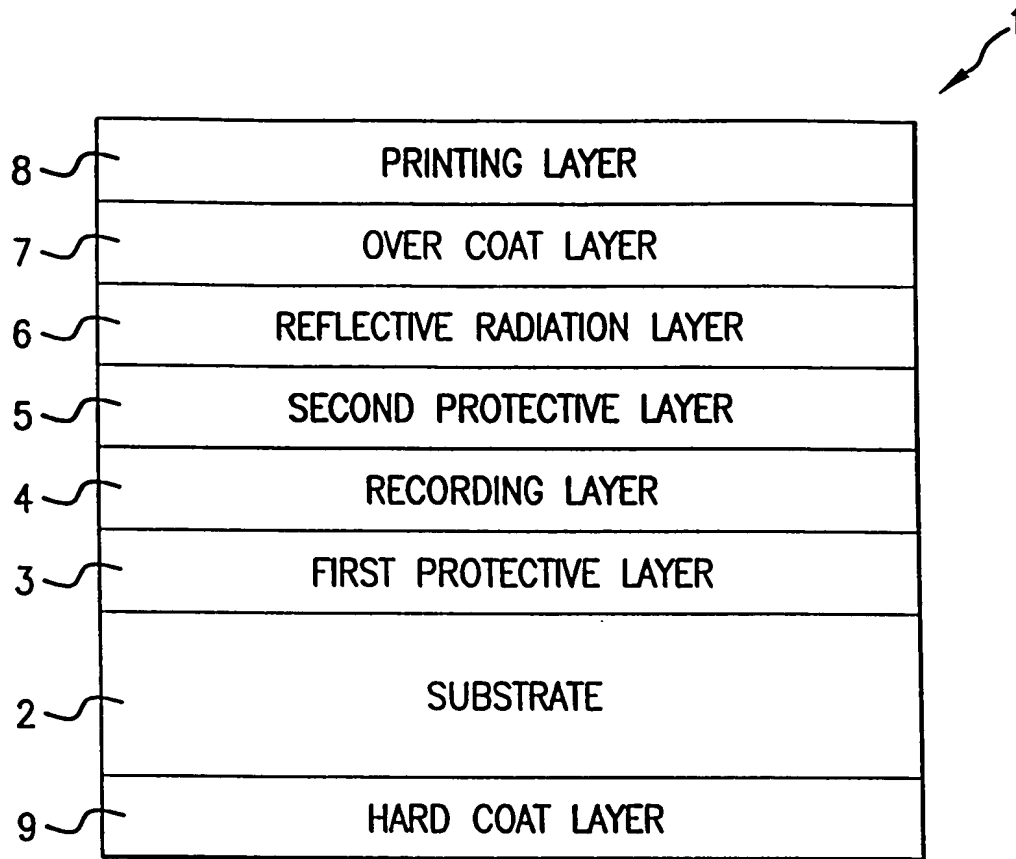 1
8 PRINTING LAYER
7 OVER COAT LAYER
6 REFLECTIVE RADIATION LAYER
5 SECOND PROTECTIVE LAYER
4 RECORDING LAYER
3 FIRST PROTECTIVE LAYER
2 SUBSTRATE
9 HARD COAT LAYER